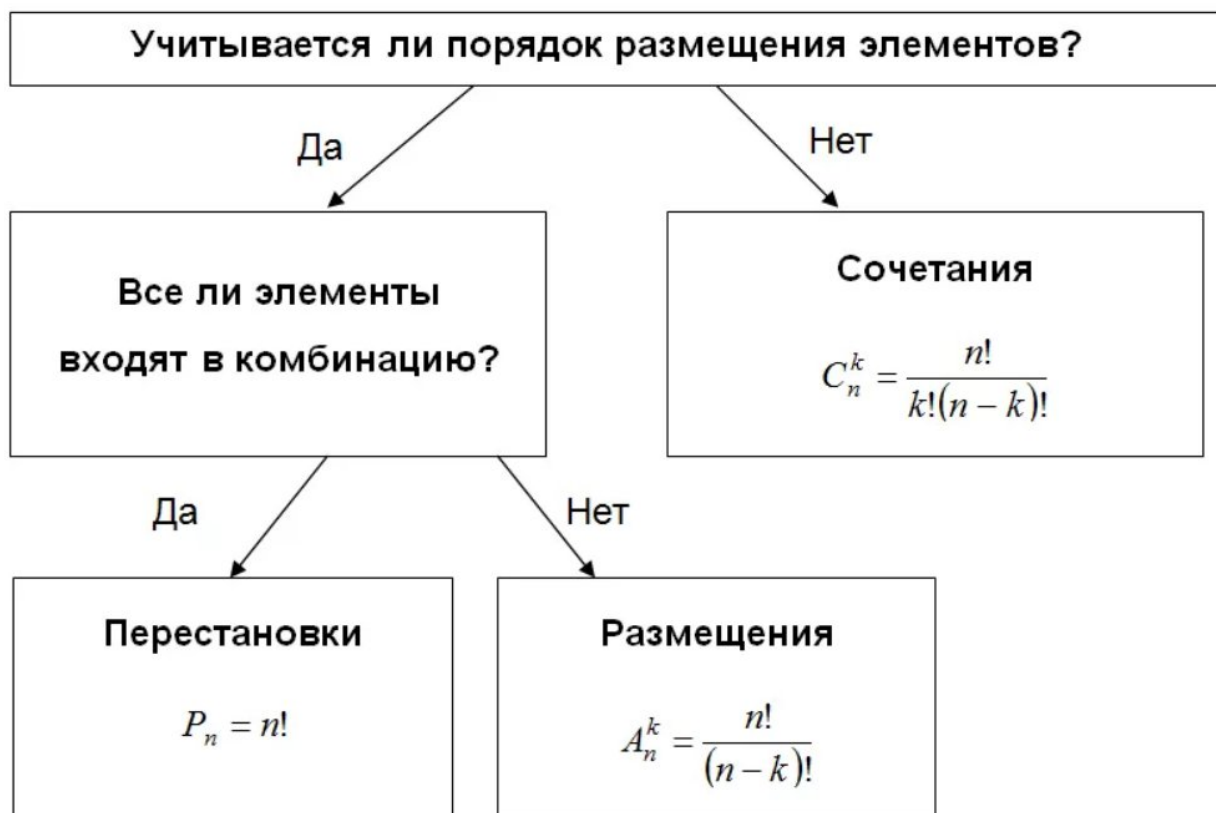 Учитывается ли порядок размещения элементов?
Да
Нет
Все ли элементы
входят в комбинацию?
Сочетания
C_n^k = n! / k!(n − k)!
Да
Нет
Перестановки
P_n = n!
Размещения
A_n^k = n! / (n − k)!